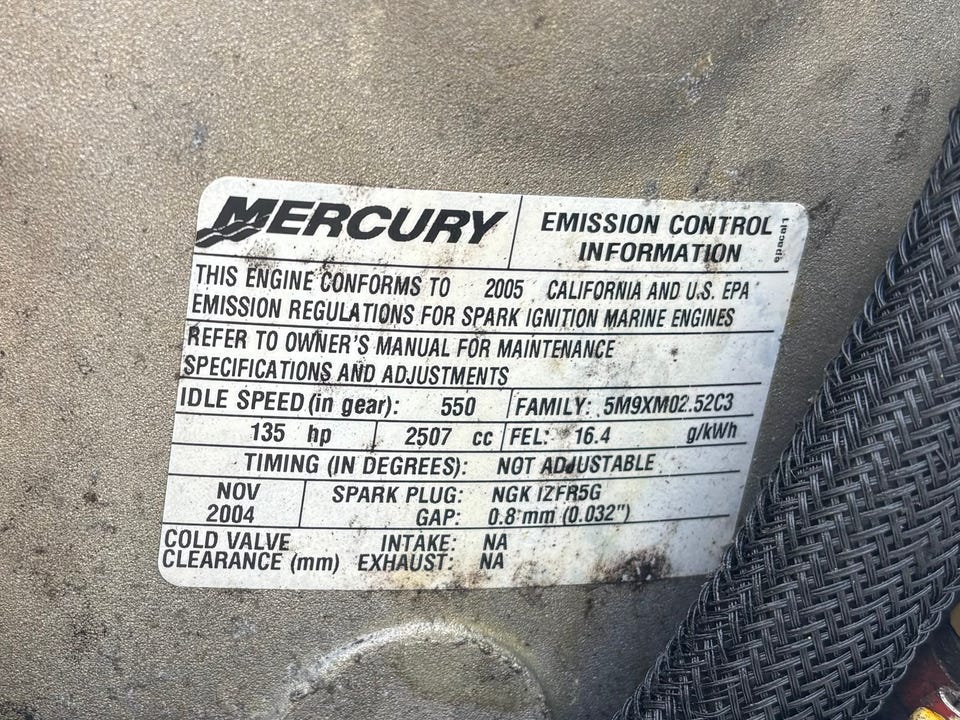 MERCURY
EMISSION CONTROL
INFORMATION
epacal1
THIS ENGINE CONFORMS TO 2005 CALIFORNIA AND U.S. EPA
EMISSION REGULATIONS FOR SPARK IGNITION MARINE ENGINES
REFER TO OWNER'S MANUAL FOR MAINTENANCE
SPECIFICATIONS AND ADJUSTMENTS
IDLE SPEED (in gear): 550 FAMILY: 5M9XM02.52C3
135 hp 2507 cc FEL: 16.4 g/kWh
TIMING (IN DEGREES): NOT ADJUSTABLE
NOV SPARK PLUG: NGK IZFR5G
2004 GAP: 0.8 mm (0.032")
COLD VALVE INTAKE: NA
CLEARANCE (mm) EXHAUST: NA